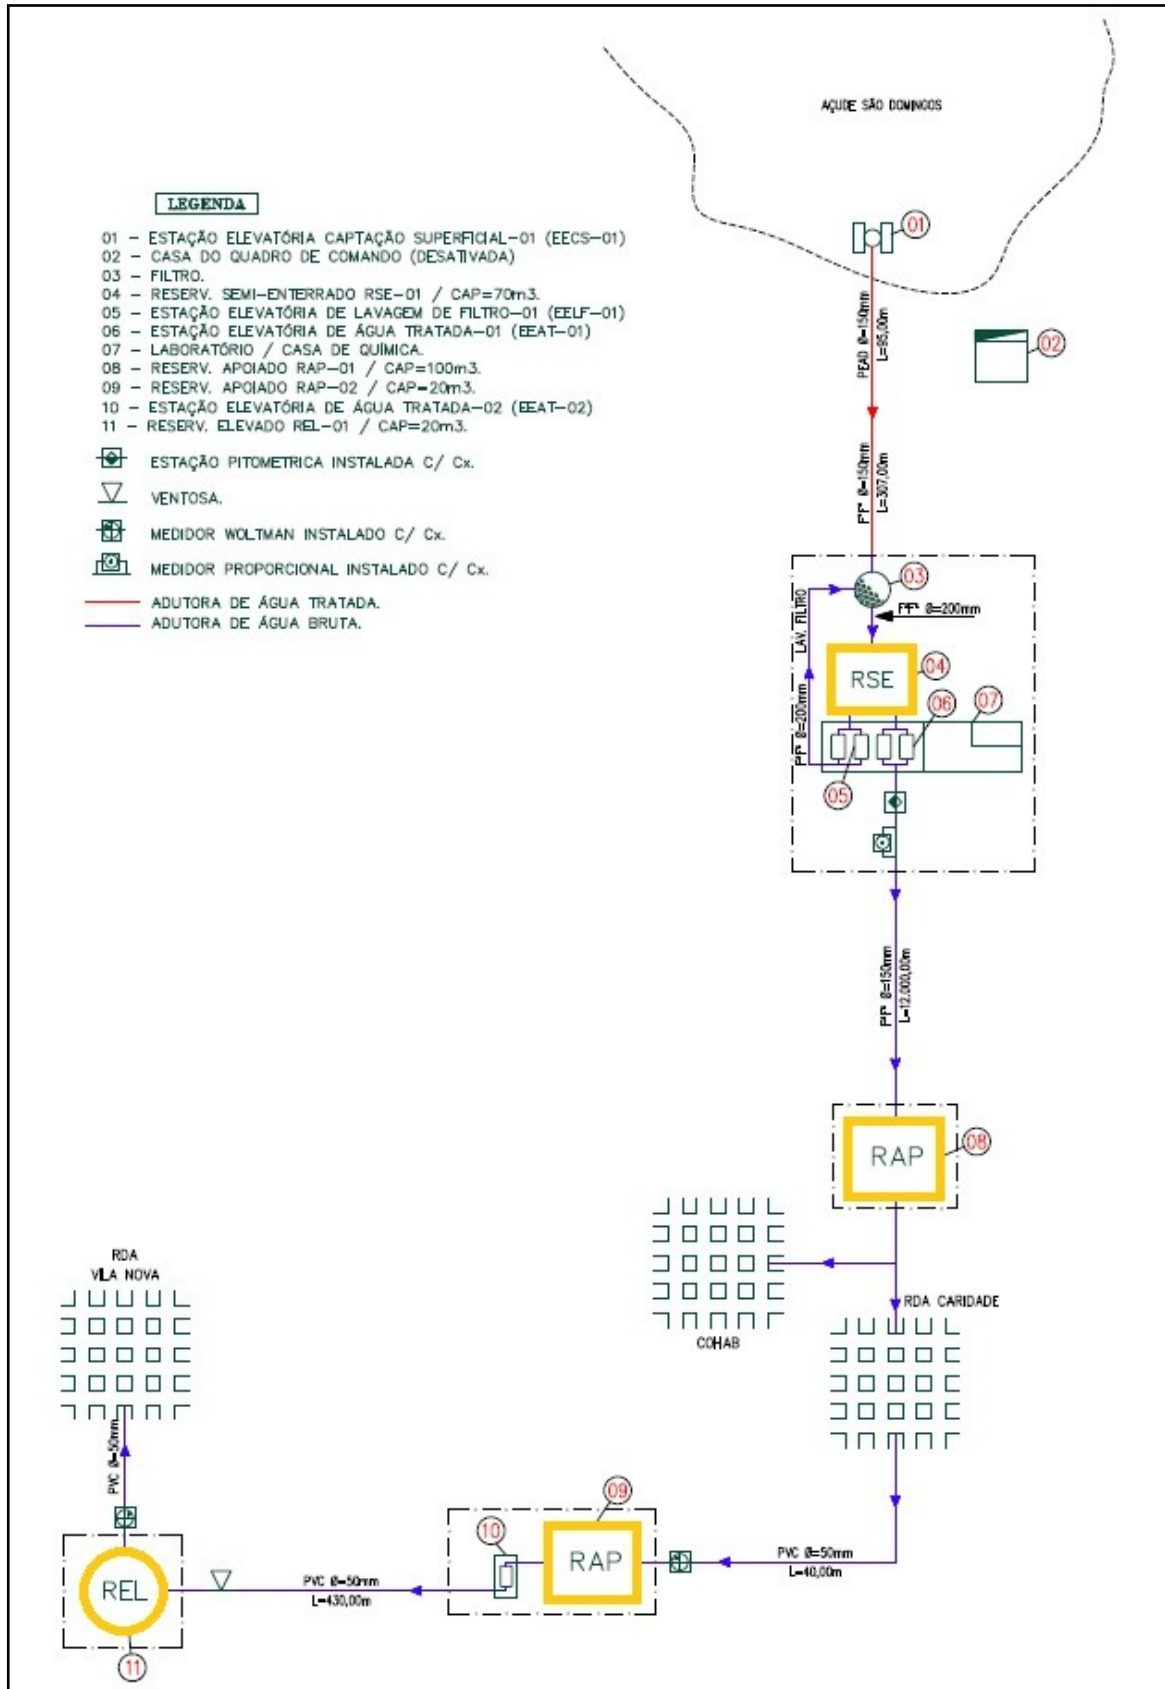 AÇUDE SÃO DOMINGOS
LEGENDA
01 - ESTAÇÃO ELEVATÓRIA CAPTAÇÃO SUPERFICIAL-01 (EECS-01)
02 - CASA DO QUADRO DE COMANDO (DESATIVADA)
03 - FILTRO.
04 - RESERV. SEMI-ENTERRADO RSE-01 / CAP=70m3.
05 - ESTAÇÃO ELEVATÓRIA DE LAVAGEM DE FILTRO-01 (EELF-01)
06 - ESTAÇÃO ELEVATÓRIA DE ÁGUA TRATADA-01 (EEAT-01)
07 - LABORATÓRIO / CASA DE QUÍMICA.
08 - RESERV. APOIADO RAP-01 / CAP=100m3.
09 - RESERV. APOIADO RAP-02 / CAP=20m3.
10 - ESTAÇÃO ELEVATÓRIA DE ÁGUA TRATADA-02 (EEAT-02)
11 - RESERV. ELEVADO REL-01 / CAP=20m3.
ESTAÇÃO PITOMETRICA INSTALADA C/ Cx.
VENTOSA.
MEDIDOR WOLTMAN INSTALADO C/ Cx.
MEDIDOR PROPORCIONAL INSTALADO C/ Cx.
ADUTORA DE ÁGUA TRATADA.
ADUTORA DE ÁGUA BRUTA.
01
02
PEAD Ø=150mm
L=95,00m
FºFº Ø=150mm
L=307,00m
03
FºFº Ø=200mm
LAV. FILTRO
FºFº Ø=200mm
RSE
04
06
07
05
FºFº Ø=150mm
L=12.000,00m
RAP
08
COHAB
RDA CARIDADE
RDA
VILA NOVA
PVC Ø=50mm
REL
11
PVC Ø=50mm
L=430,00m
10
09
RAP
PVC Ø=50mm
L=40,00m